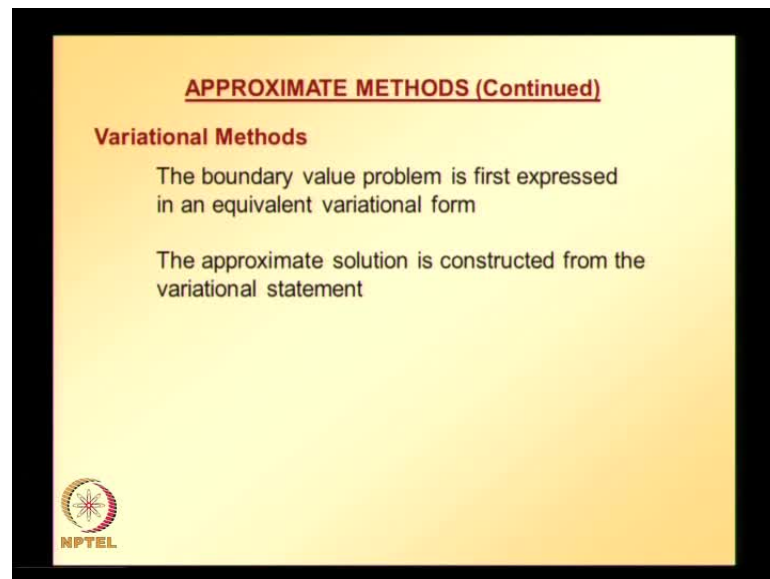 APPROXIMATE METHODS (Continued)
Variational Methods
The boundary value problem is first expressed
in an equivalent variational form
The approximate solution is constructed from the
variational statement
NPTEL